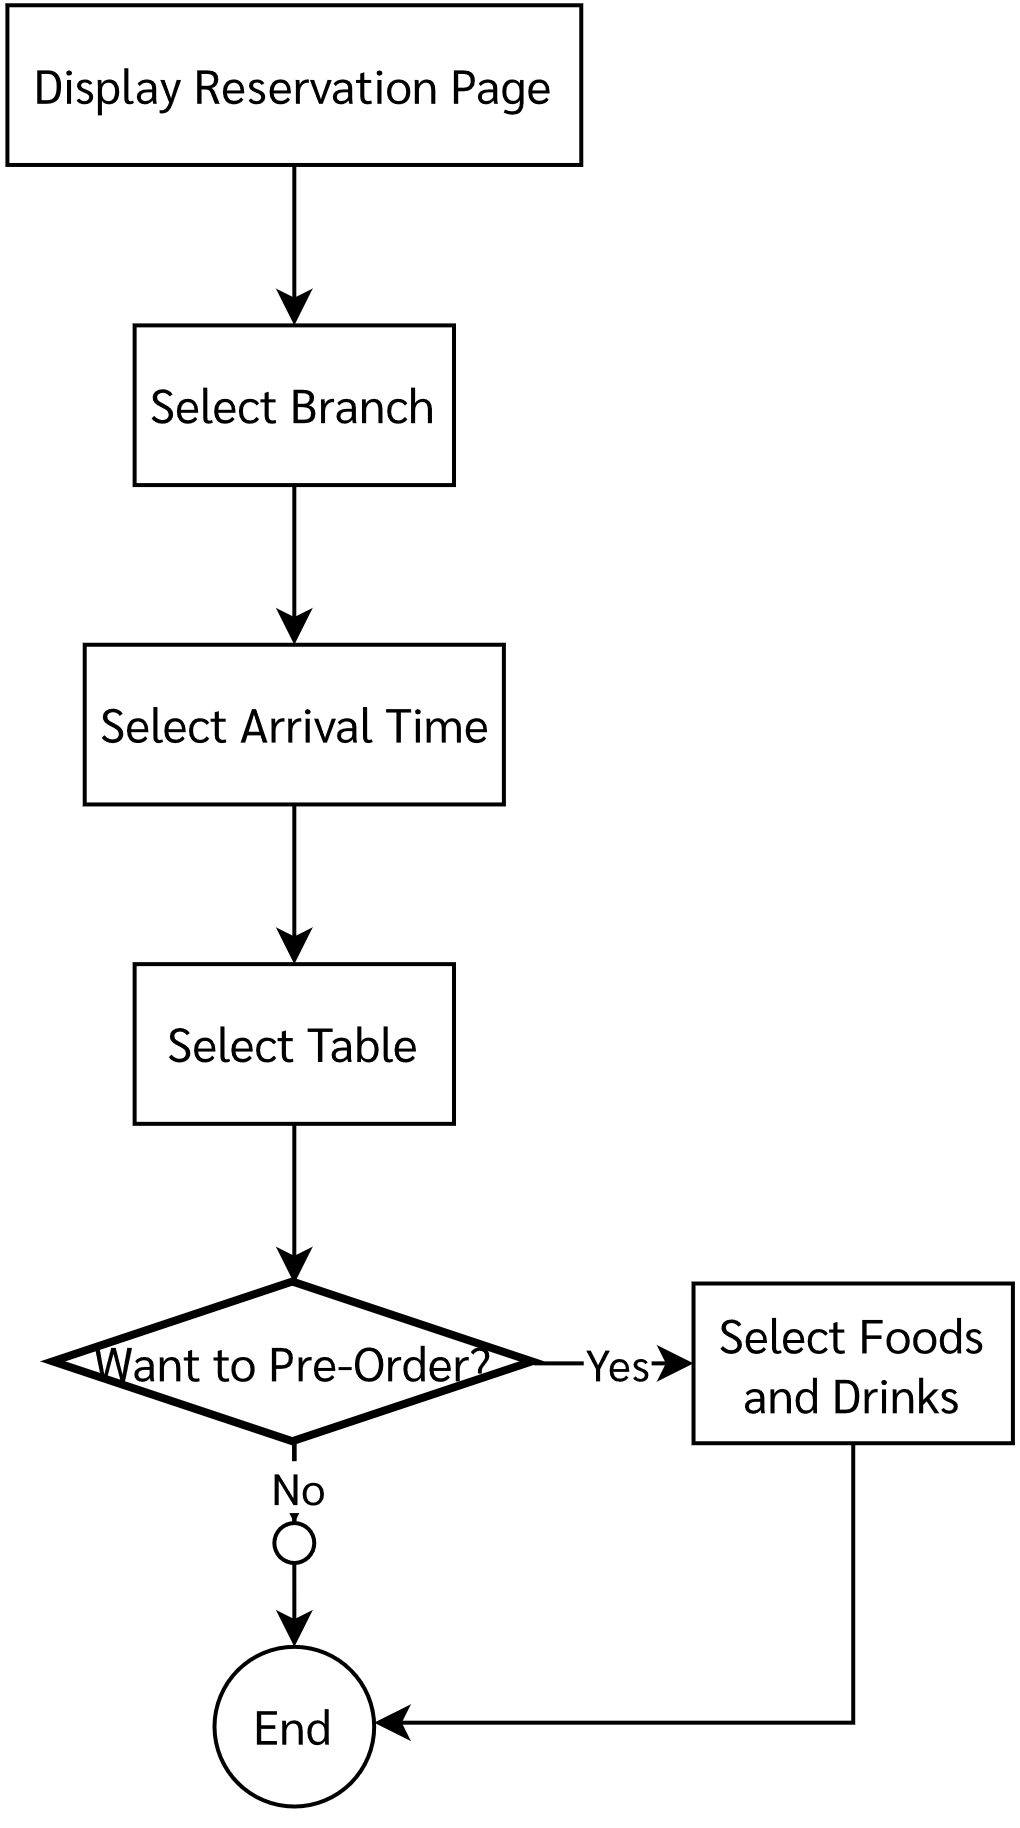 Display Reservation Page
Select Branch
Select Arrival Time
Select Table
Want to Pre-Order?
Yes
Select Foods
and Drinks
No
End